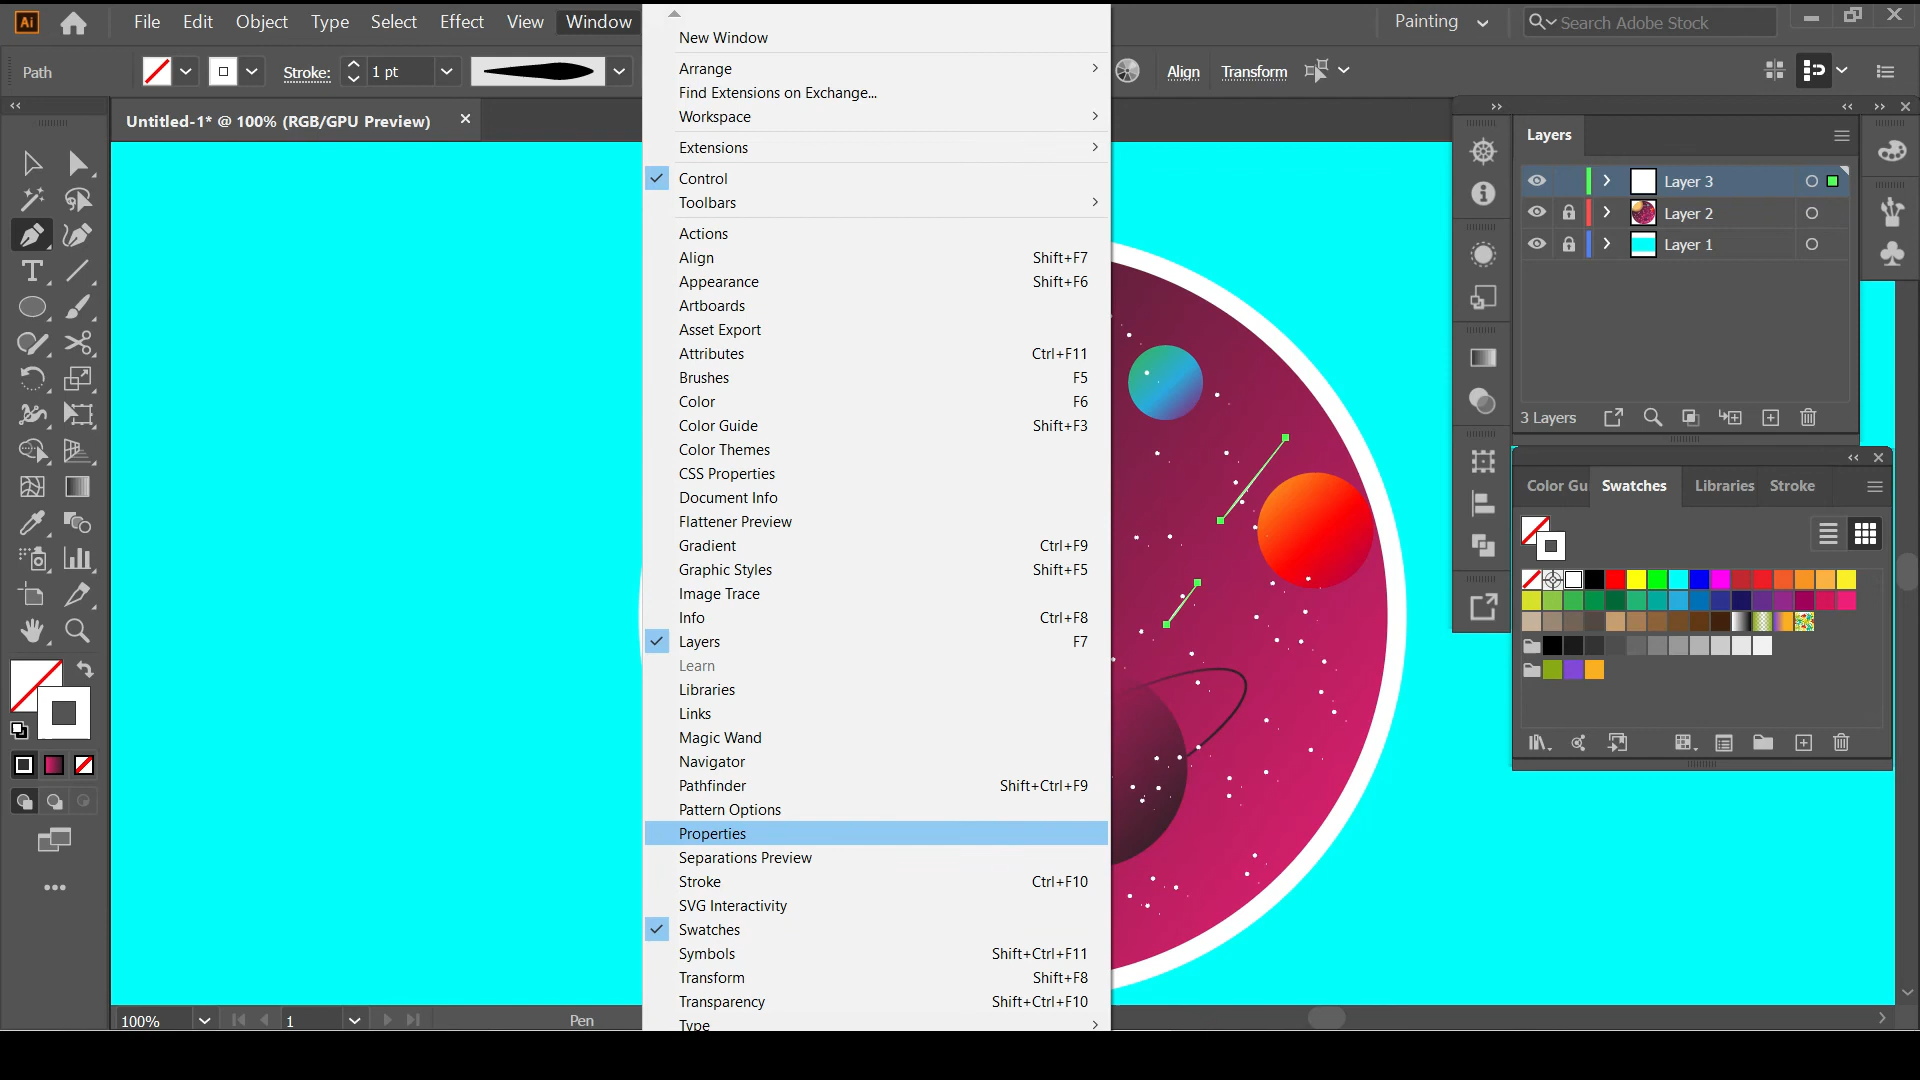 Ai File Edit Object Type Select Effect View Window Painting Search Adobe Stock
Path Stroke: 1 pt Align Transform
Untitled-1* @ 100% (RGB/GPU Preview)
New Window
Arrange
Find Extensions on Exchange...
Workspace
Extensions
Control
Toolbars
Actions
Align Shift+F7
Appearance Shift+F6
Artboards
Asset Export
Attributes Ctrl+F11
Brushes F5
Color F6
Color Guide Shift+F3
Color Themes
CSS Properties
Document Info
Flattener Preview
Gradient Ctrl+F9
Graphic Styles Shift+F5
Image Trace
Info Ctrl+F8
Layers F7
Learn
Libraries
Links
Magic Wand
Navigator
Pathfinder Shift+Ctrl+F9
Pattern Options
Properties
Separations Preview
Stroke Ctrl+F10
SVG Interactivity
Swatches
Symbols Shift+Ctrl+F11
Transform Shift+F8
Transparency Shift+Ctrl+F10
Type
Layers
Layer 3
Layer 2
Layer 1
3 Layers
Color Gu Swatches Libraries Stroke
100% 1 Pen